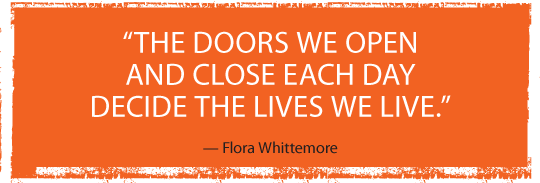 “THE DOORS WE OPEN
AND CLOSE EACH DAY
DECIDE THE LIVES WE LIVE.”
— Flora Whittemore